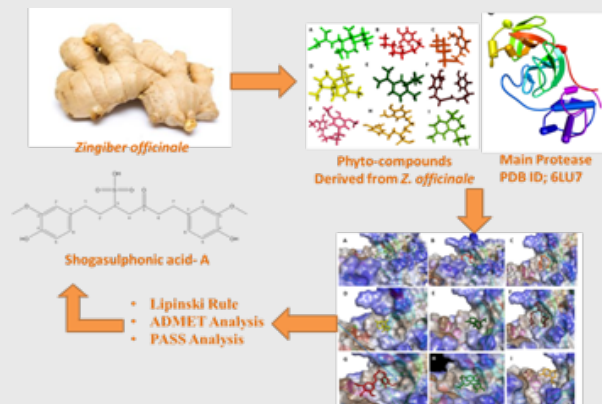 Zingiber officinale
Phyto-compounds
Derived from Z. officinale
Main Protease
PDB ID; 6LU7
Shogasulphonic acid- A
• Lipinski Rule
• ADMET Analysis
• PASS Analysis